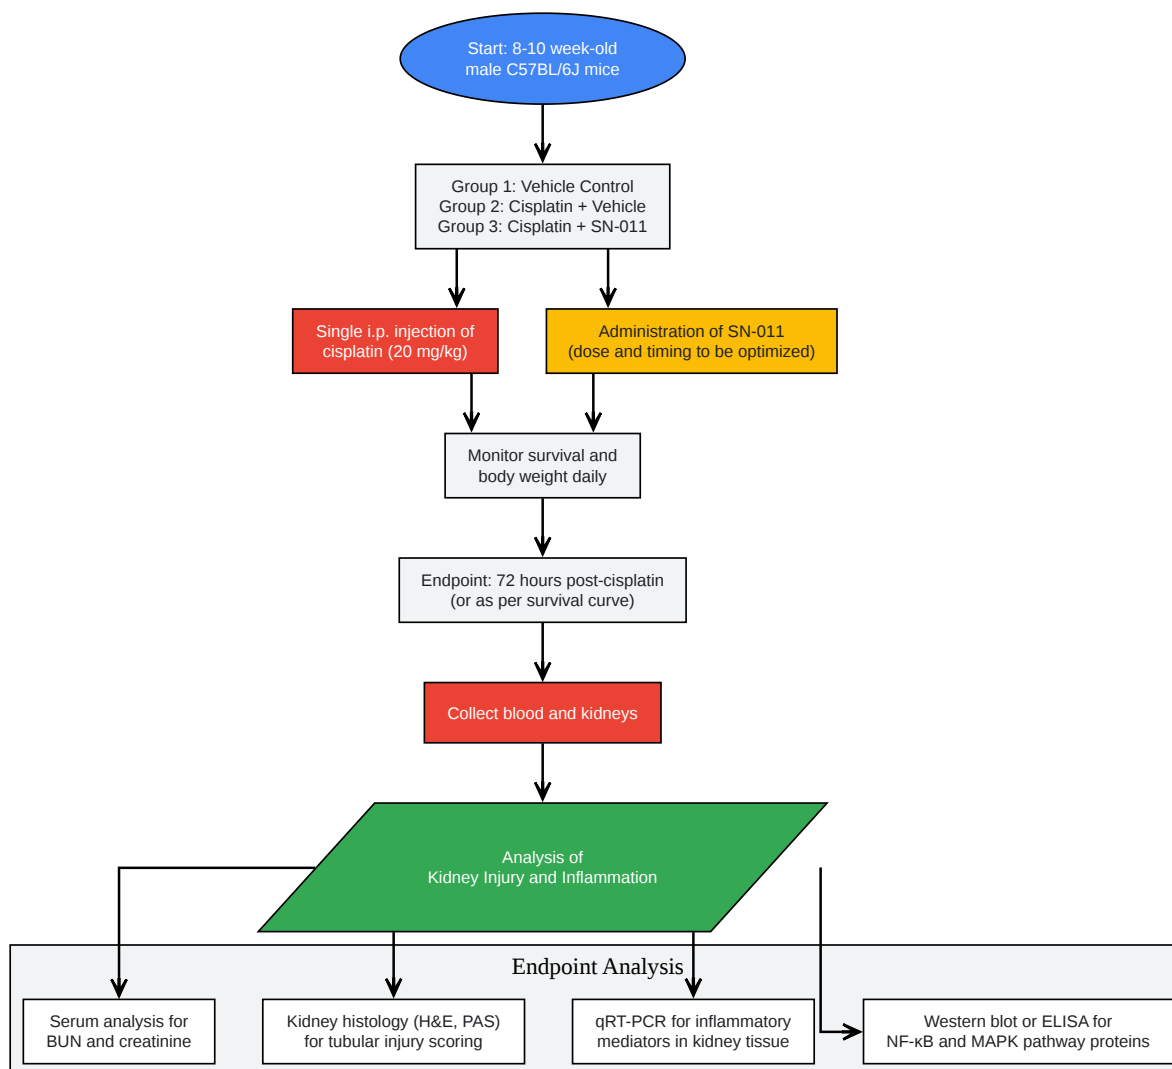 Start: 8-10 week-old
male C57BL/6J mice
Group 1: Vehicle Control
Group 2: Cisplatin + Vehicle
Group 3: Cisplatin + SN-011
Single i.p. injection of
cisplatin (20 mg/kg)
Administration of SN-011
(dose and timing to be optimized)
Monitor survival and
body weight daily
Endpoint: 72 hours post-cisplatin
(or as per survival curve)
Collect blood and kidneys
Analysis of
Kidney Injury and Inflammation
Endpoint Analysis
Serum analysis for
BUN and creatinine
Kidney histology (H&E, PAS)
for tubular injury scoring
qRT-PCR for inflammatory
mediators in kidney tissue
Western blot or ELISA for
NF-κB and MAPK pathway proteins